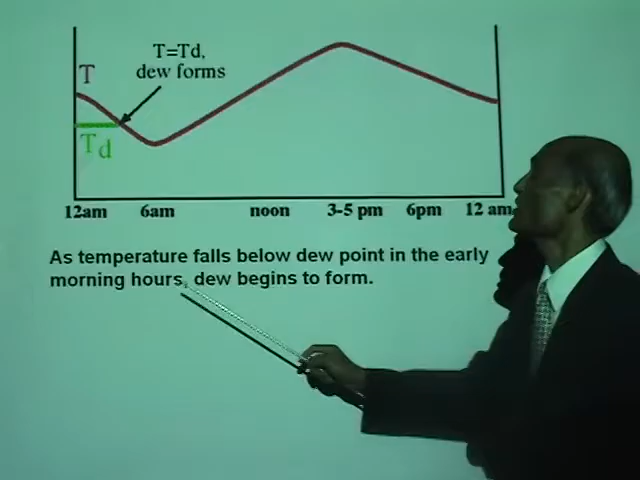 T=Td,
dew forms
T
Td
12am 6am noon 3-5 pm 6pm 12 am
As temperature falls below dew point in the early
morning hours, dew begins to form.